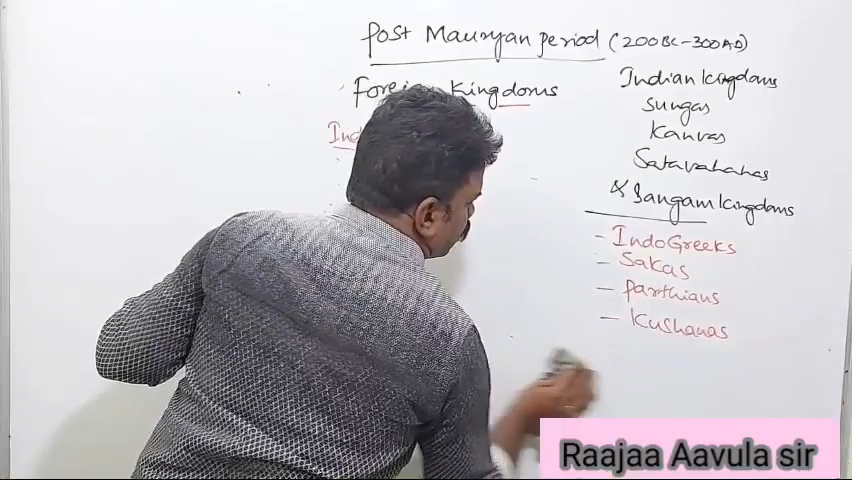 Post Mauryan period (200BC-300AD)
Foreign Kingdoms
Indian Kingdoms
Sungas
Kanvas
Satavahanas
& Sangam Kingdoms
- IndoGreeks
- Sakas
- Parthians
- Kushanas
Raajaa Aavula sir